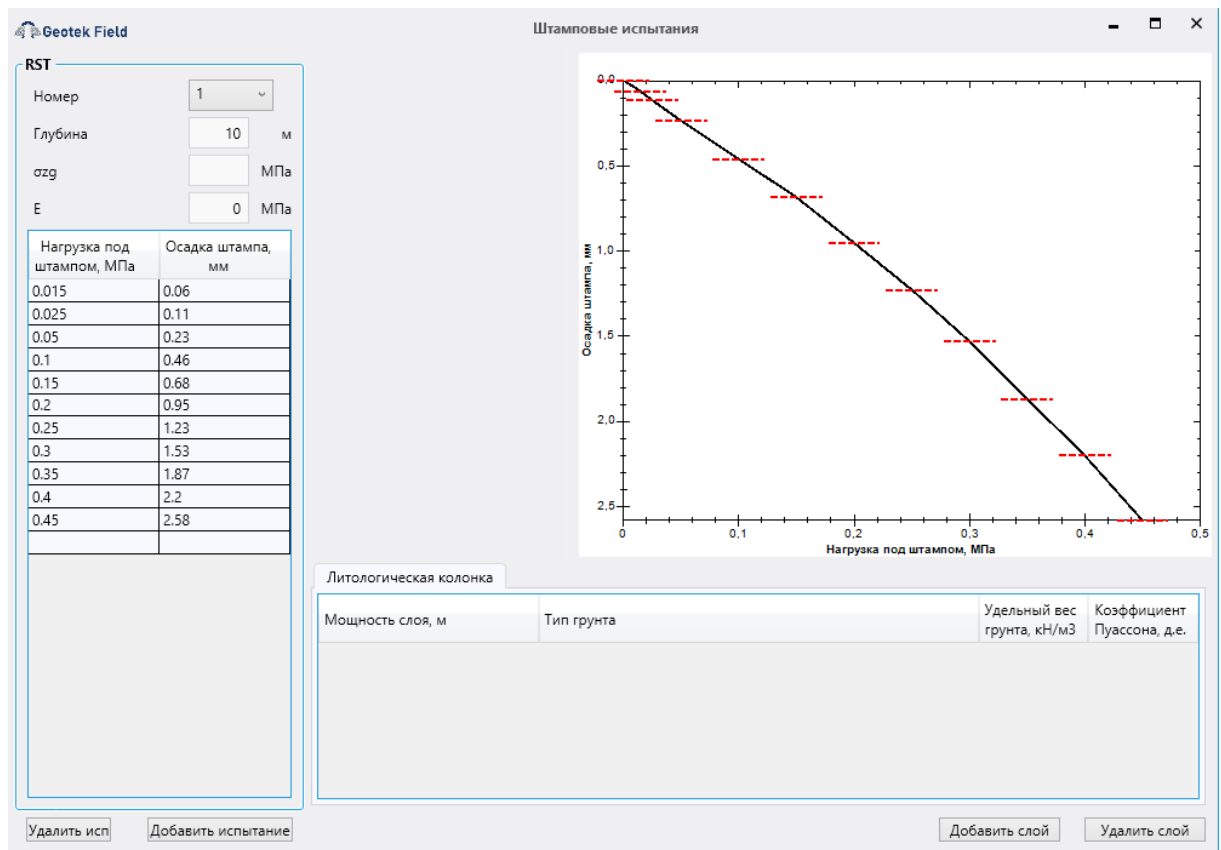 Geotek Field
Штамповые испытания
RST
Номер 1
Глубина 10 м
σzg МПа
E 0 МПа
Нагрузка под штампом, МПа Осадка штампа, мм
0.015 0.06
0.025 0.11
0.05 0.23
0.1 0.46
0.15 0.68
0.2 0.95
0.25 1.23
0.3 1.53
0.35 1.87
0.4 2.2
0.45 2.58
Осадка штампа, мм
0,0
0,5
1,0
1,5
2,0
2,5
0 0,1 0,2 0,3 0,4 0,5
Нагрузка под штампом, МПа
Литологическая колонка
Мощность слоя, м Тип грунта Удельный вес грунта, кН/м3 Коэффициент Пуассона, д.е.
Удалить исп Добавить испытание Добавить слой Удалить слой